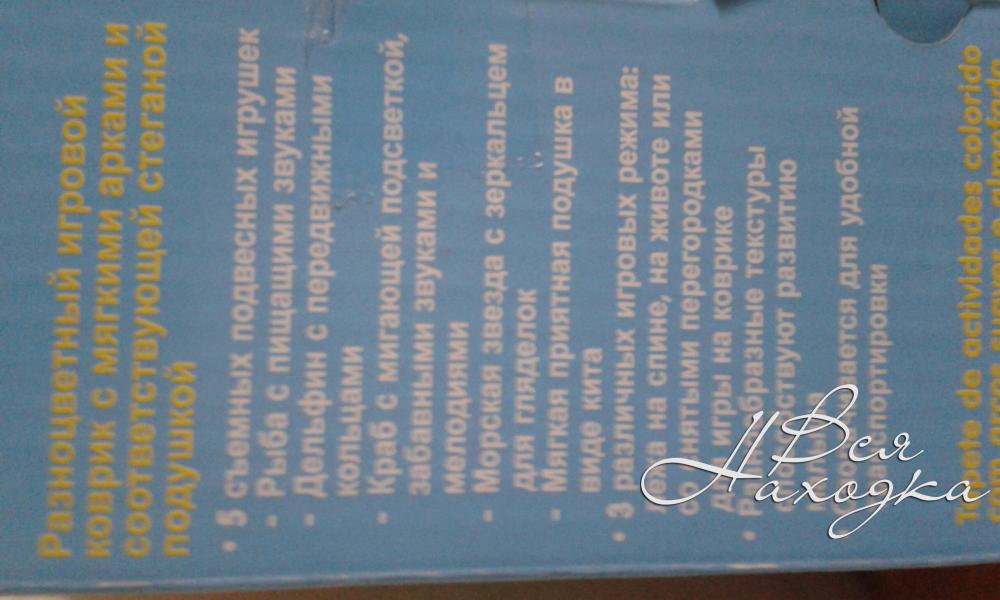 Разноцветный игровой
коврик с мягкими арками и
соответствующей стеганой
подушкой
• 5 съемных подвесных игрушек
- Рыба с пищащими звуками
- Дельфин с передвижными
кольцами
- Краб с мигающей подсветкой,
забавными звуками и
мелодиями
- Морская звезда с зеркальцем
для гляделок
- Мягкая приятная подушка в
виде кита
• 3 различных игровых режима:
лежа на спине, на животе или
со снятыми перегородками
для игры на коврике
• текстуры
развитию
для удобной
транспортировки
Tapete de actividades colorido
Вся
Находка